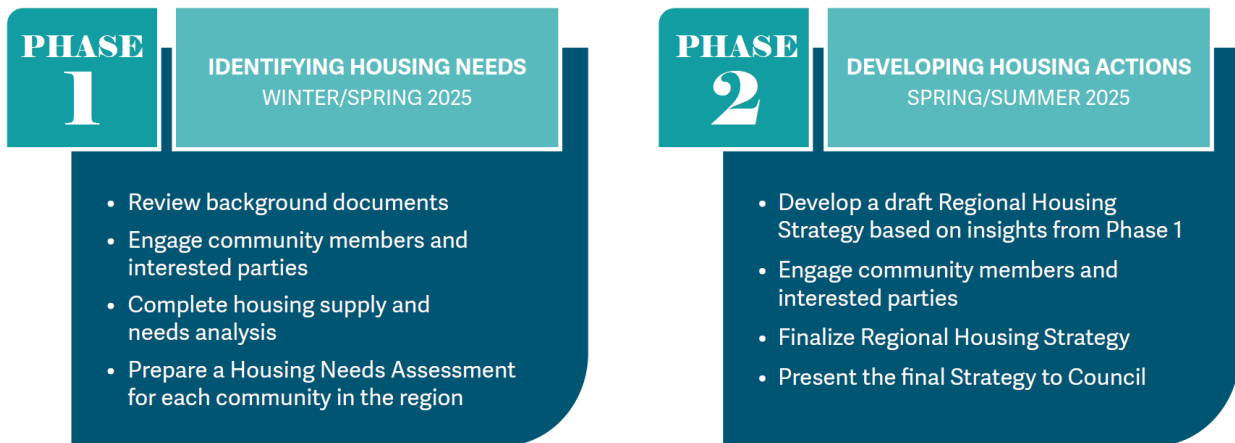 PHASE
1
IDENTIFYING HOUSING NEEDS
WINTER/SPRING 2025
• Review background documents
• Engage community members and
interested parties
• Complete housing supply and
needs analysis
• Prepare a Housing Needs Assessment
for each community in the region
PHASE
2
DEVELOPING HOUSING ACTIONS
SPRING/SUMMER 2025
• Develop a draft Regional Housing
Strategy based on insights from Phase 1
• Engage community members and
interested parties
• Finalize Regional Housing Strategy
• Present the final Strategy to Council